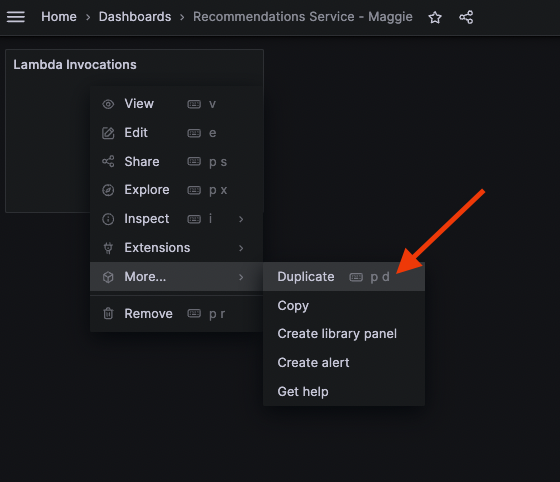 Home › Dashboards › Recommendations Service - Maggie
Lambda Invocations
View v
Edit e
Share p s
Explore p x
Inspect i ›
Extensions ›
More... ›
Remove p r
Duplicate p d
Copy
Create library panel
Create alert
Get help